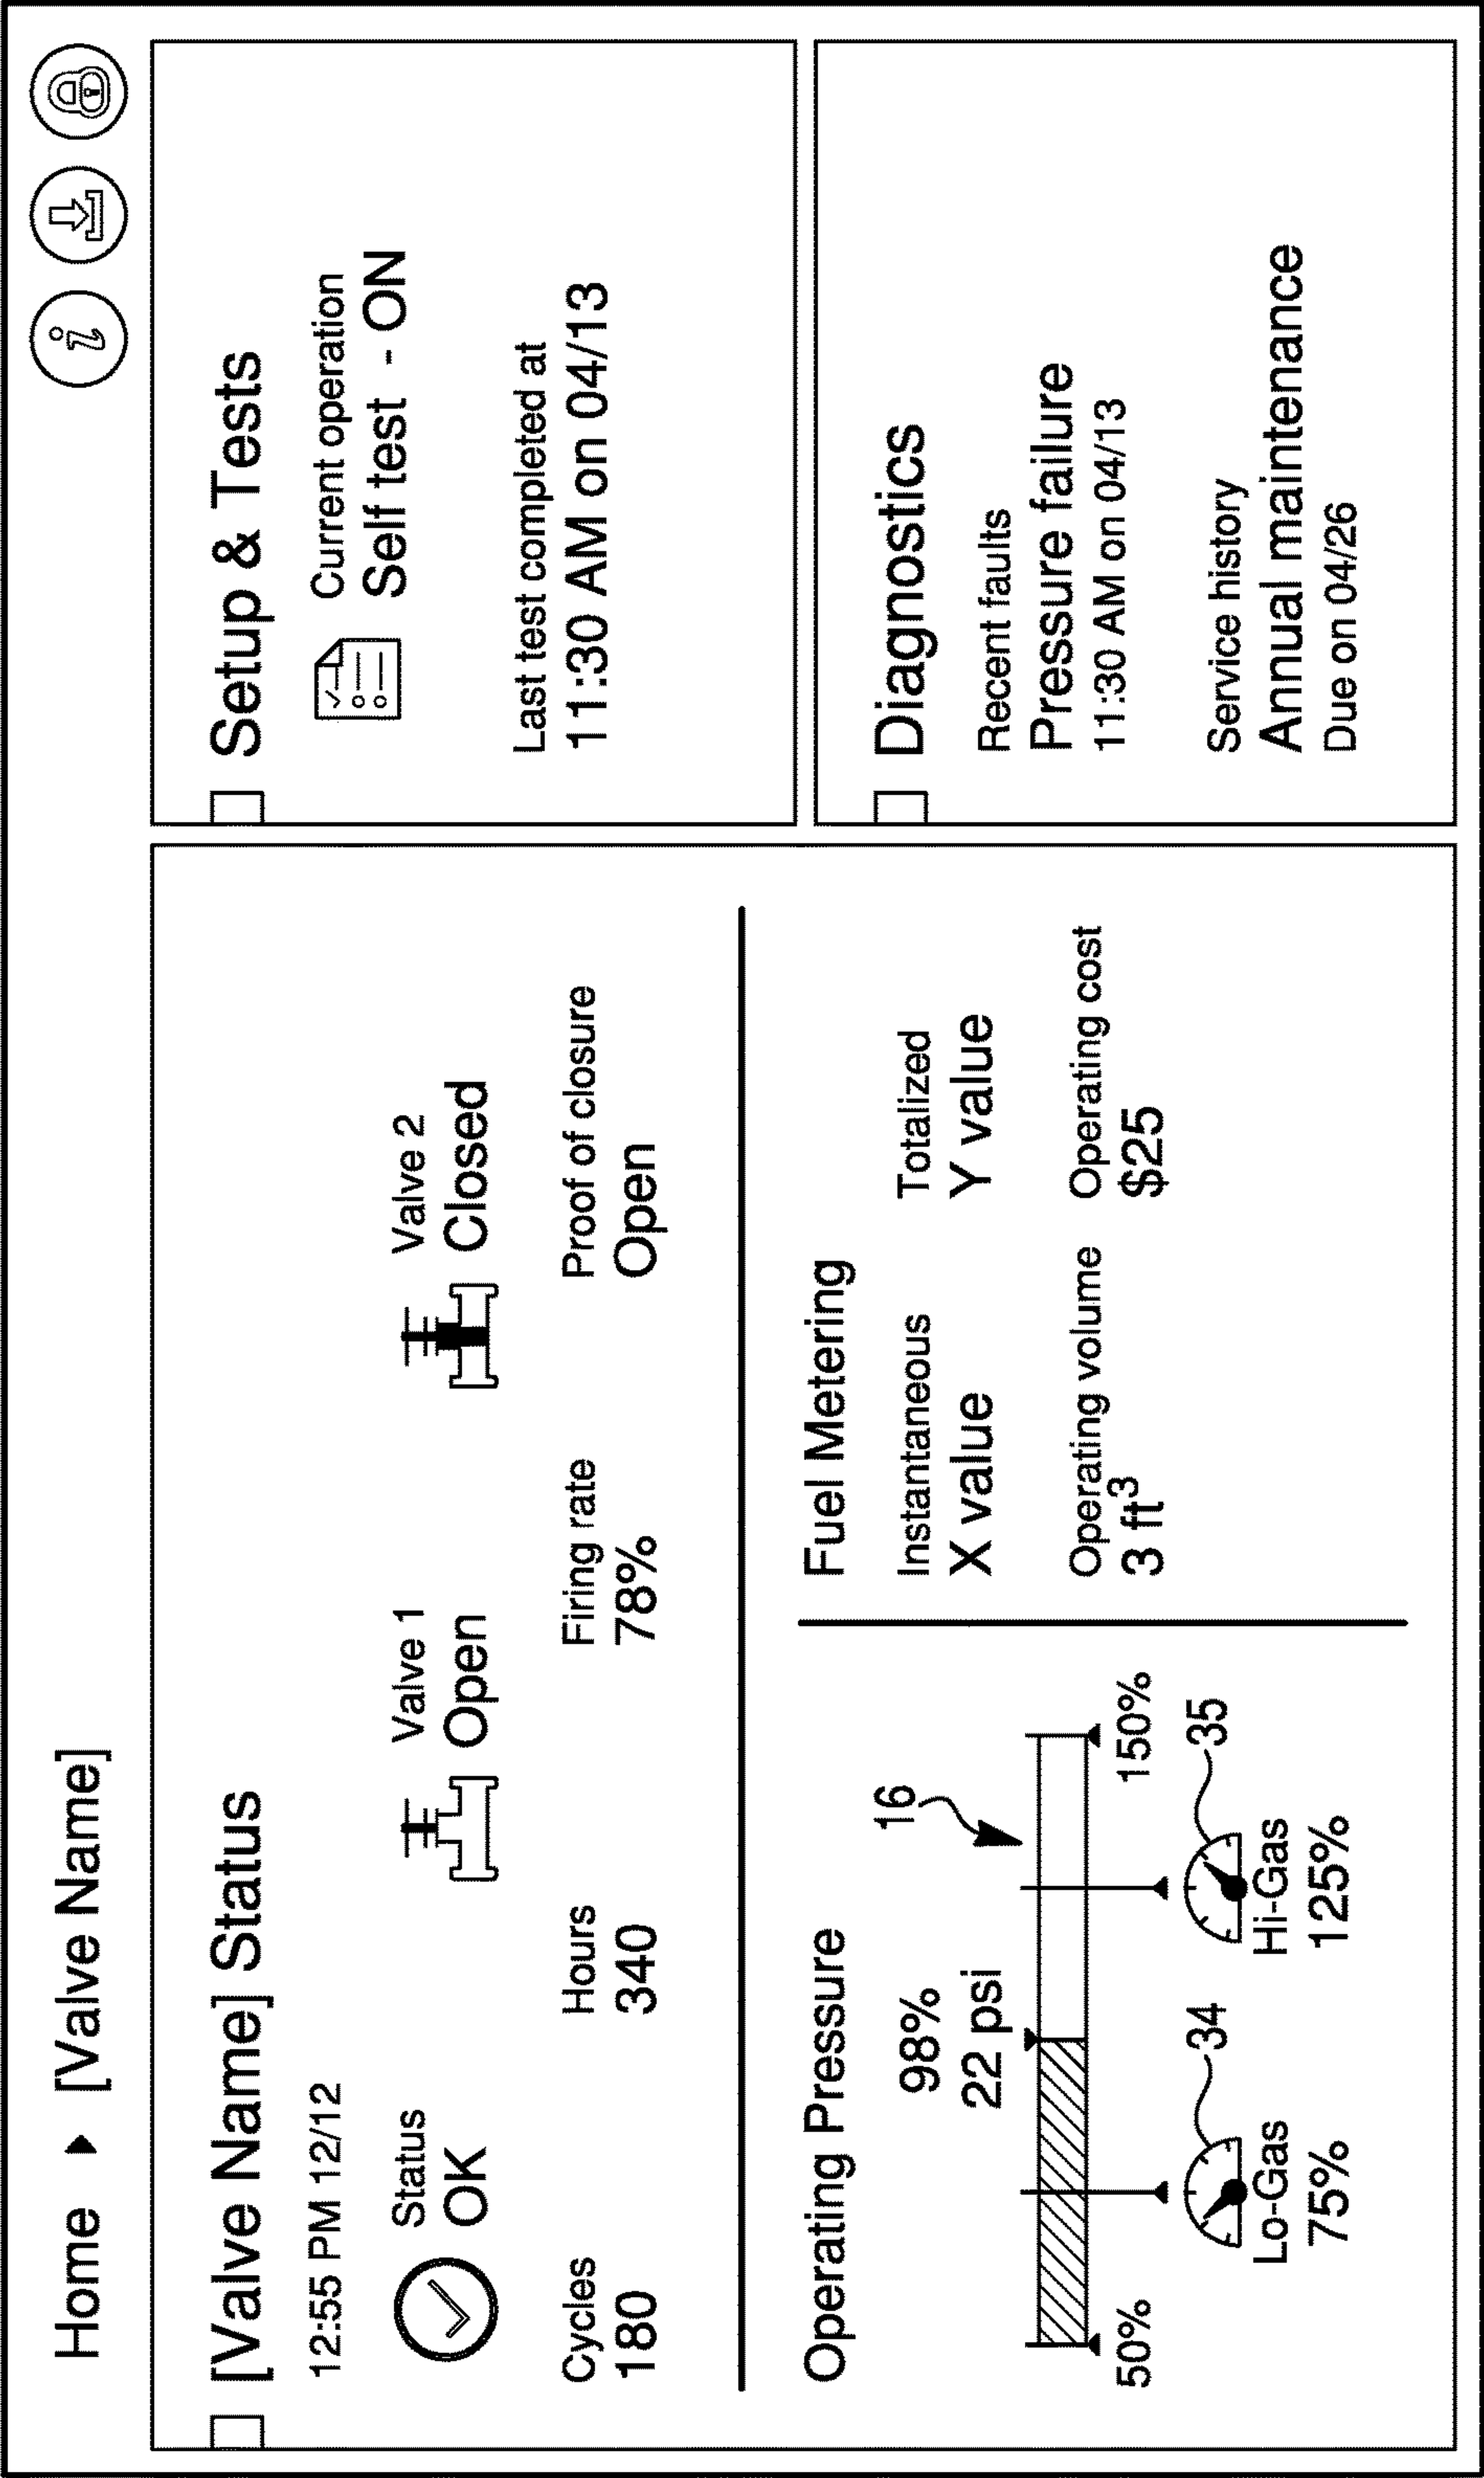 Home ▸ [Valve Name]
i
[Valve Name] Status
12:55 PM 12/12
Status
OK
Valve 1
Open
Valve 2
Closed
Cycles
180
Hours
340
Firing rate
78%
Proof of closure
Open
Operating Pressure
98%
22 psi
16
50%
150%
34
35
Lo-Gas
75%
Hi-Gas
125%
Fuel Metering
Instantaneous
X value
Totalized
Y value
Operating volume
3 ft³
Operating cost
$25
Setup & Tests
Current operation
Self test - ON
Last test completed at
11:30 AM on 04/13
Diagnostics
Recent faults
Pressure failure
11:30 AM on 04/13
Service history
Annual maintenance
Due on 04/26